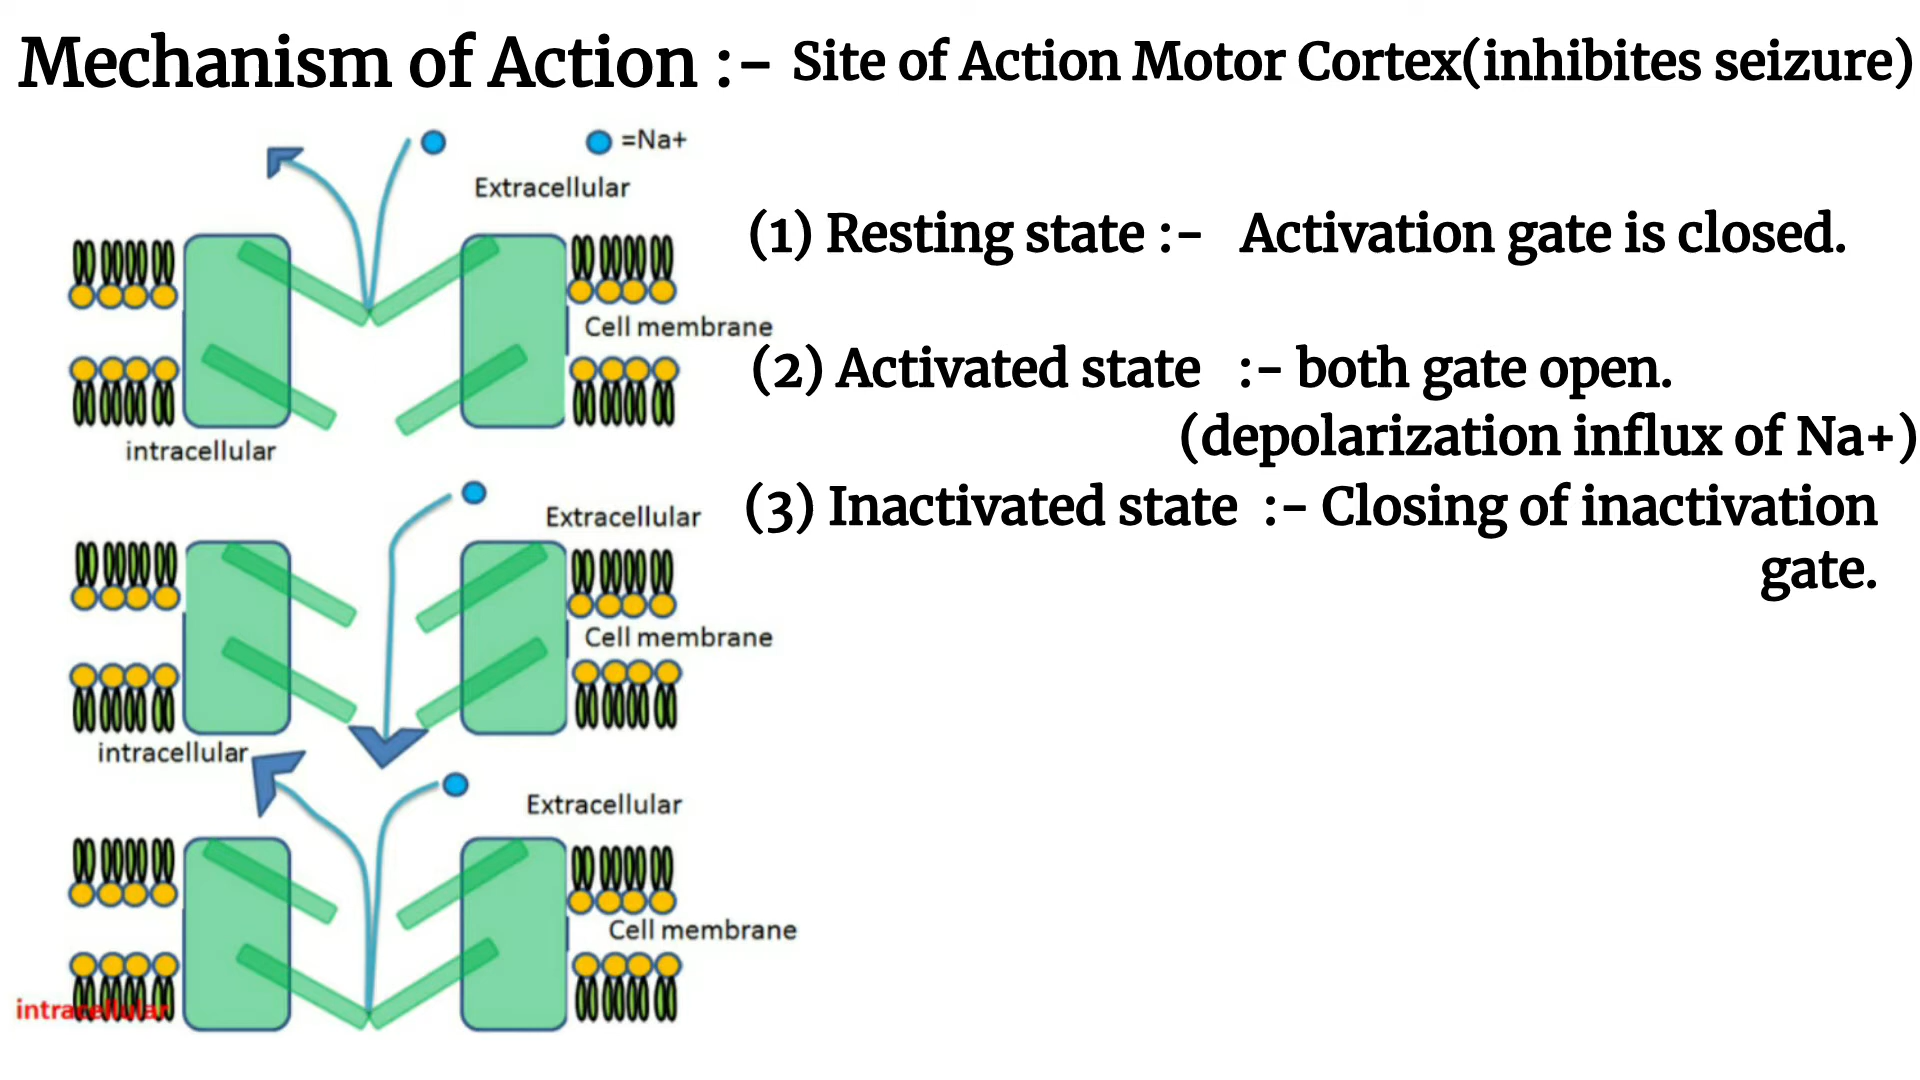 Mechanism of Action :- Site of Action Motor Cortex(inhibites seizure)
=Na+
Extracellular
Cell membrane
intracellular
(1) Resting state :- Activation gate is closed.
(2) Activated state :- both gate open.
(depolarization influx of Na+)
(3) Inactivated state :- Closing of inactivation
gate.
Extracellular
Cell membrane
intracellular
Extracellular
Cell membrane
intracellular